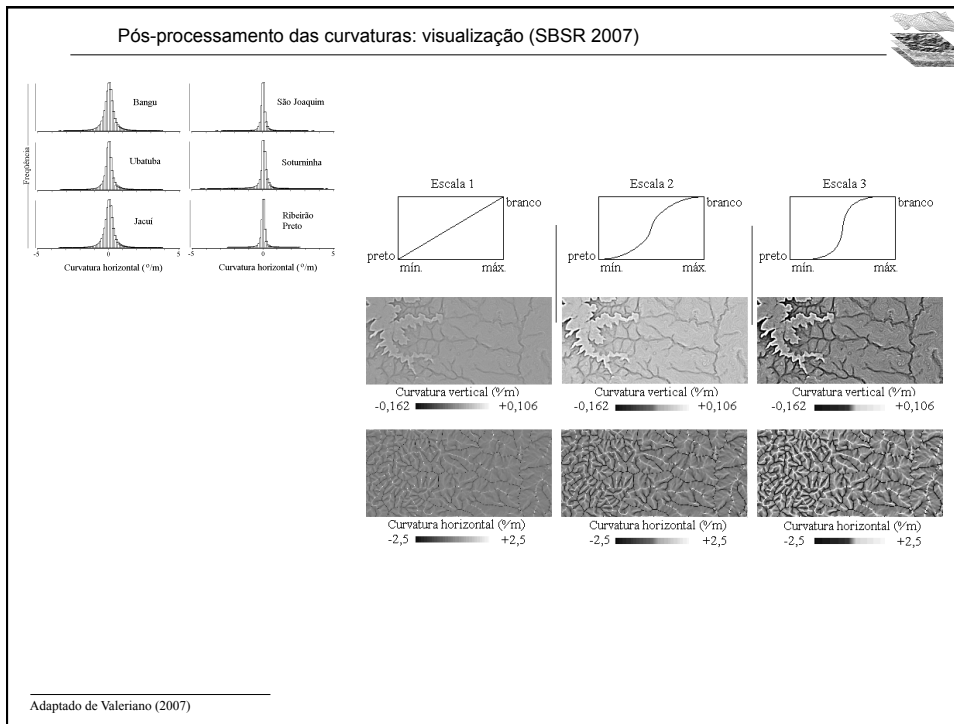 Pós-processamento das curvaturas: visualização (SBSR 2007)
Freqüência
Bangu
São Joaquim
Ubatuba
Soturninha
Jacuí
Ribeirão
Preto
-5
5
-5
5
Curvatura horizontal (º/m)
Curvatura horizontal (º/m)
Escala 1
Escala 2
Escala 3
branco
branco
branco
preto
preto
preto
mín.
máx.
mín.
máx.
mín.
máx.
Curvatura vertical (º/m)
Curvatura vertical (º/m)
Curvatura vertical (º/m)
-0,162
+0,106
-0,162
+0,106
-0,162
+0,106
Curvatura horizontal (º/m)
Curvatura horizontal (º/m)
Curvatura horizontal (º/m)
-2,5
+2,5
-2,5
+2,5
-2,5
+2,5
Adaptado de Valeriano (2007)